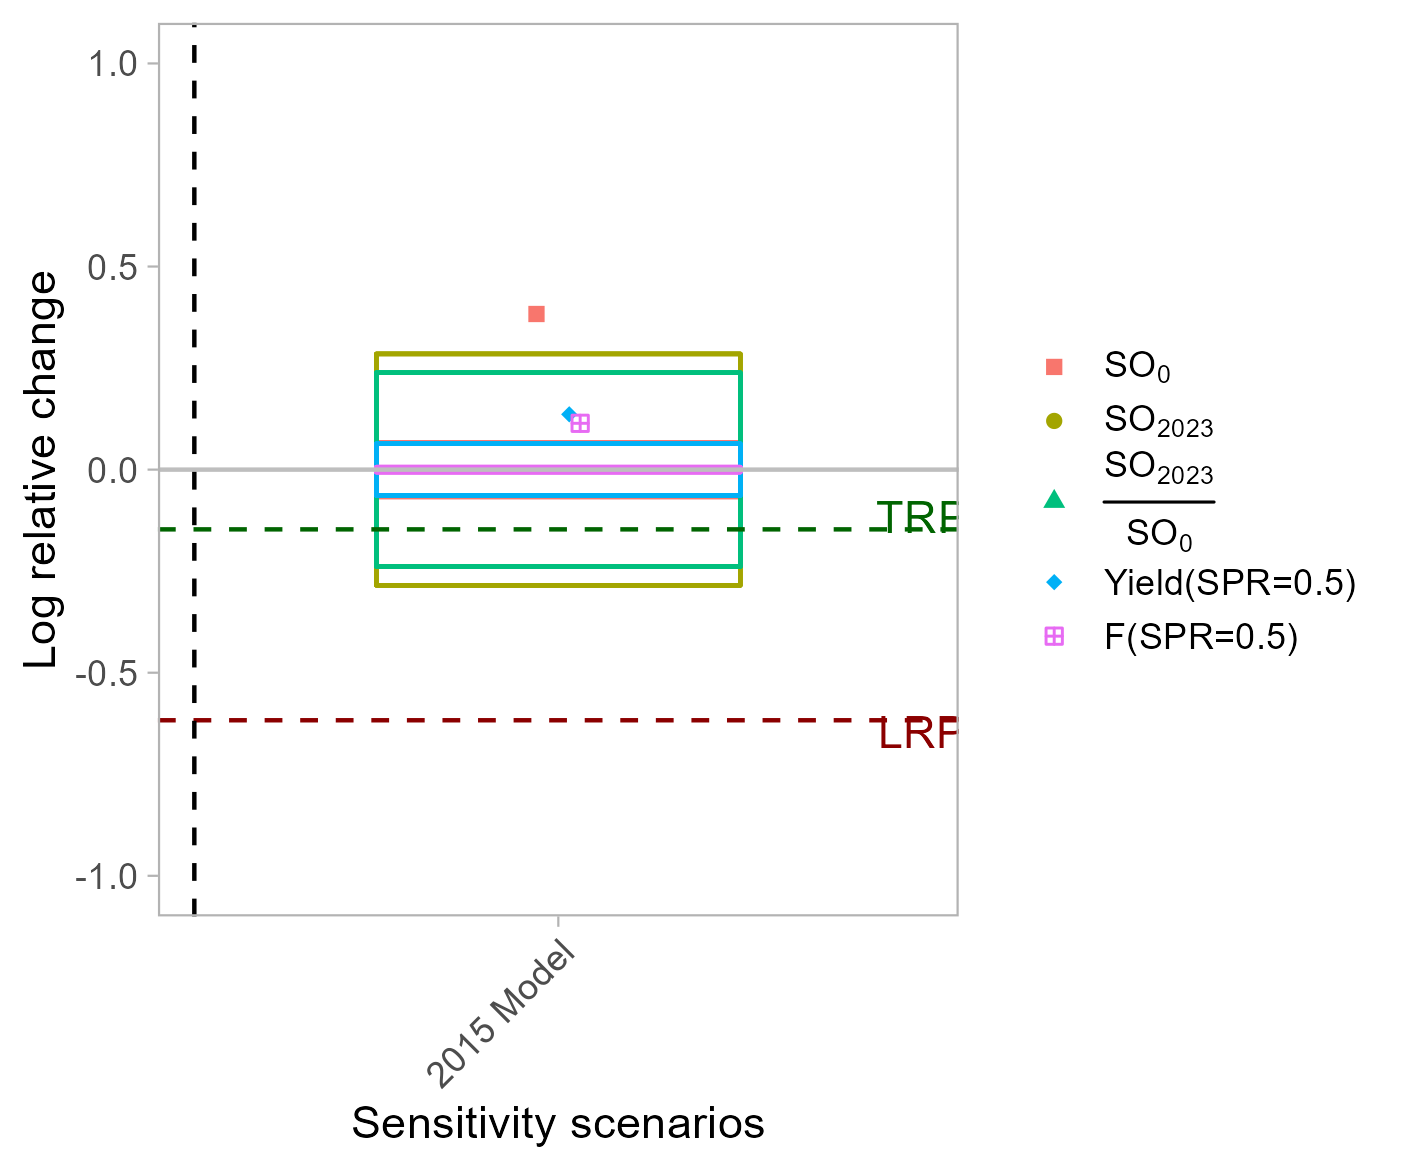 1.0
0.5
0.0
-0.5
-1.0
Log relative change
TRP
LRP
2015 Model
Sensitivity scenarios
SO₀
SO₂₀₂₃
SO₂₀₂₃
SO₀
Yield(SPR=0.5)
F(SPR=0.5)